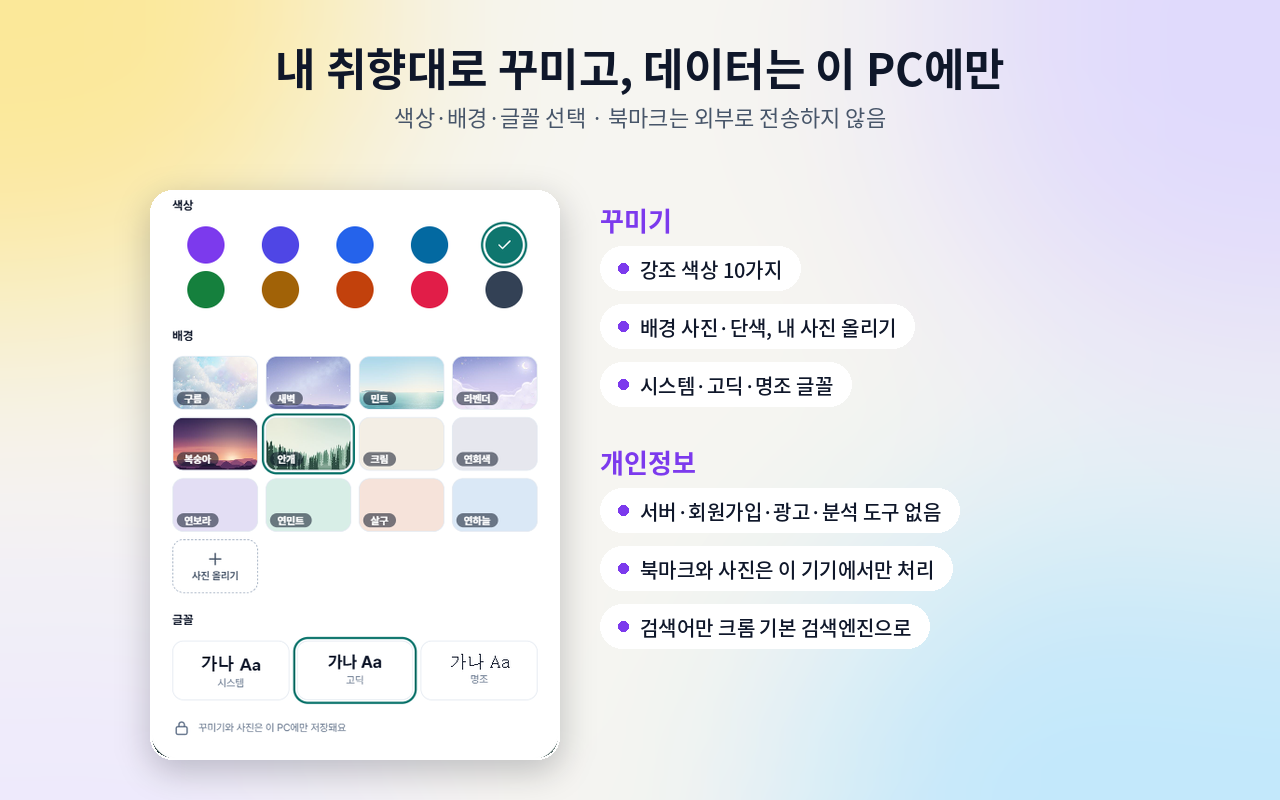 내 취향대로 꾸미고, 데이터는 이 PC에만
색상·배경·글꼴 선택 · 북마크는 외부로 전송하지 않음
색상
배경
구름
새벽
민트
라벤더
복숭아
안개
크림
연회색
연보라
연민트
살구
연하늘
사진 올리기
글꼴
가나 Aa
시스템
가나 Aa
고딕
가나 Aa
명조
꾸미기와 사진은 이 PC에만 저장돼요
꾸미기
강조 색상 10가지
배경 사진·단색, 내 사진 올리기
시스템·고딕·명조 글꼴
개인정보
서버·회원가입·광고·분석 도구 없음
북마크와 사진은 이 기기에서만 처리
검색어만 크롬 기본 검색엔진으로